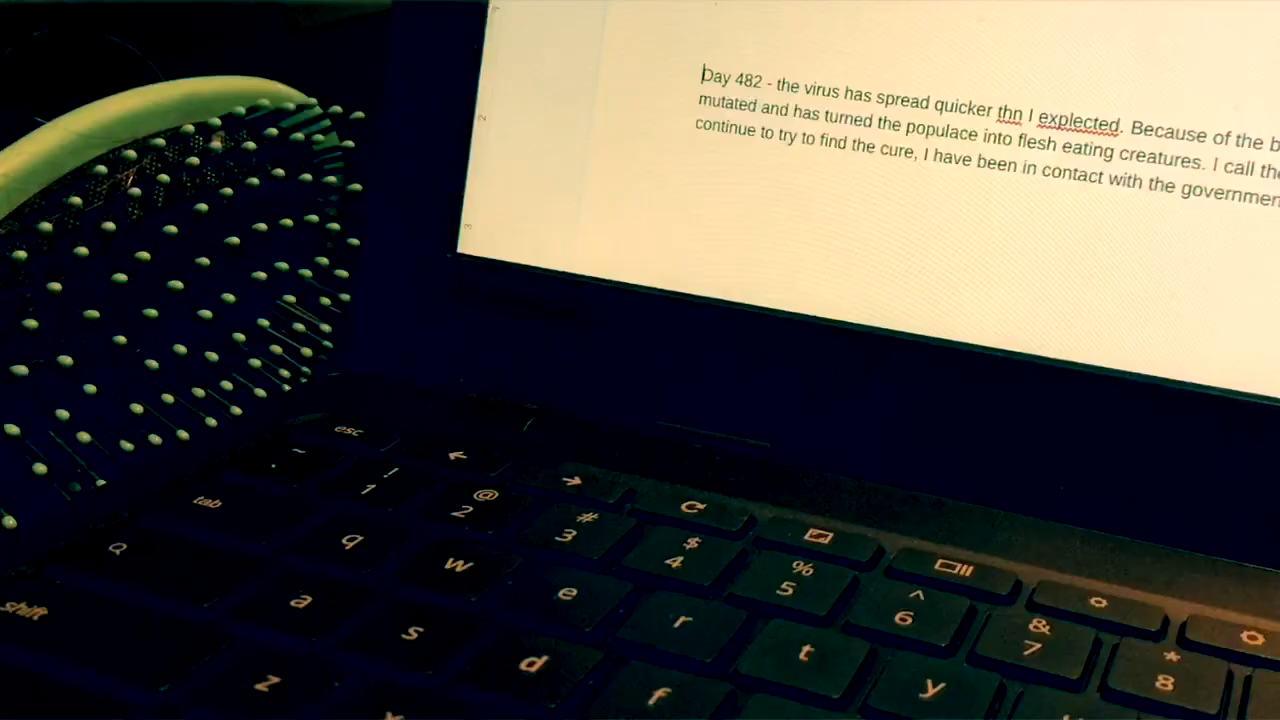 Day 482 - the virus has spread quicker thn I explected. Because of the b
mutated and has turned the populace into flesh eating creatures. I call the
continue to try to find the cure, I have been in contact with the governmen
2
3
esc
~
! 1
@ 2
# 3
$ 4
% 5
^ 6
& 7
* 8
tab
q
w
e
r
t
y
a
s
d
f
shift
z